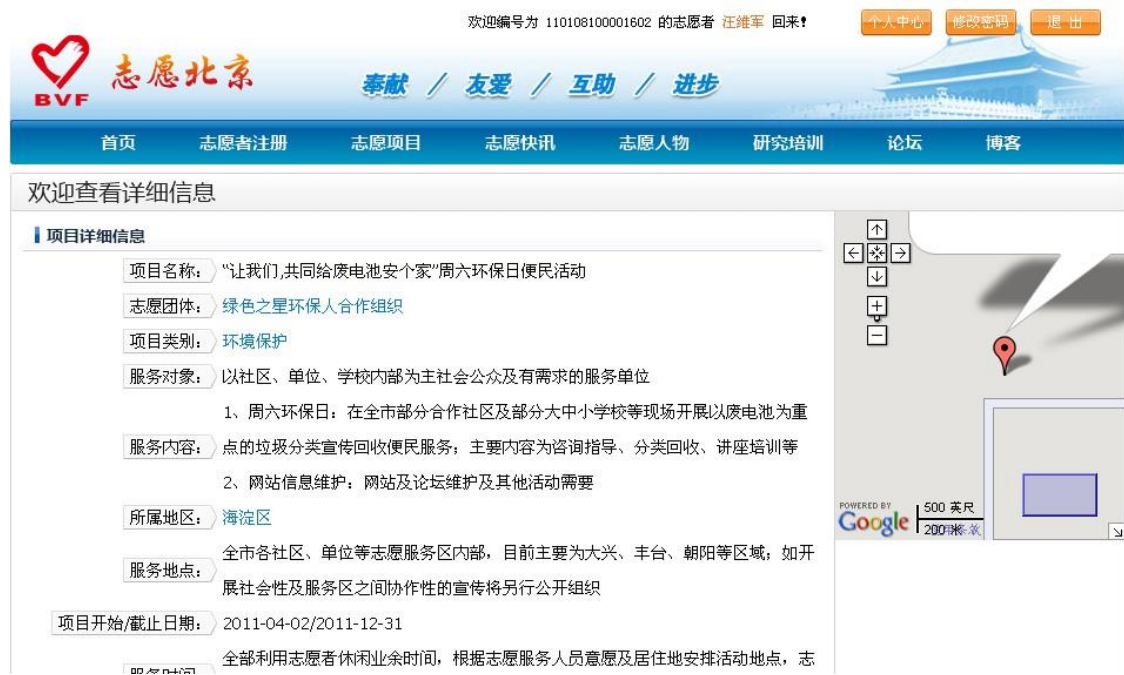 欢迎编号为 110108100001602 的志愿者 汪维军 回来!
个人中心 修改密码 退 出
BVF 志愿北京
奉献 / 友爱 / 互助 / 进步
首页 志愿者注册 志愿项目 志愿快讯 志愿人物 研究培训 论坛 博客
欢迎查看详细信息
项目详细信息
项目名称: “让我们,共同给废电池安个家”周六环保日便民活动
志愿团体: 绿色之星环保人合作组织
项目类别: 环境保护
服务对象: 以社区、单位、学校内部为主社会公众及有需求的服务单位
服务内容: 1、周六环保日:在全市部分合作社区及部分大中小学校等现场开展以废电池为重
点的垃圾分类宣传回收便民服务;主要内容为咨询指导、分类回收、讲座培训等
2、网站信息维护:网站及论坛维护及其他活动需要
所属地区: 海淀区
服务地点: 全市各社区、单位等志愿服务区内部,目前主要为大兴、丰台、朝阳等区域;如开
展社会性及服务区之间协作性的宣传将另行公开组织
项目开始/截止日期: 2011-04-02/2011-12-31
全部利用志愿者休闲业余时间,根据志愿服务人员意愿及居住地安排活动地点,志
POWERED BY
Google
500 英尺
200 米